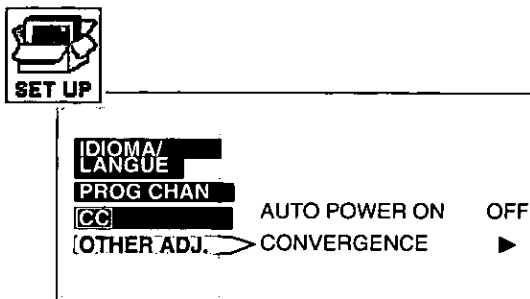 SET UP
IDIOMA/
LANGUE
PROG CHAN
CC AUTO POWER ON OFF
OTHER ADJ. CONVERGENCE ▶